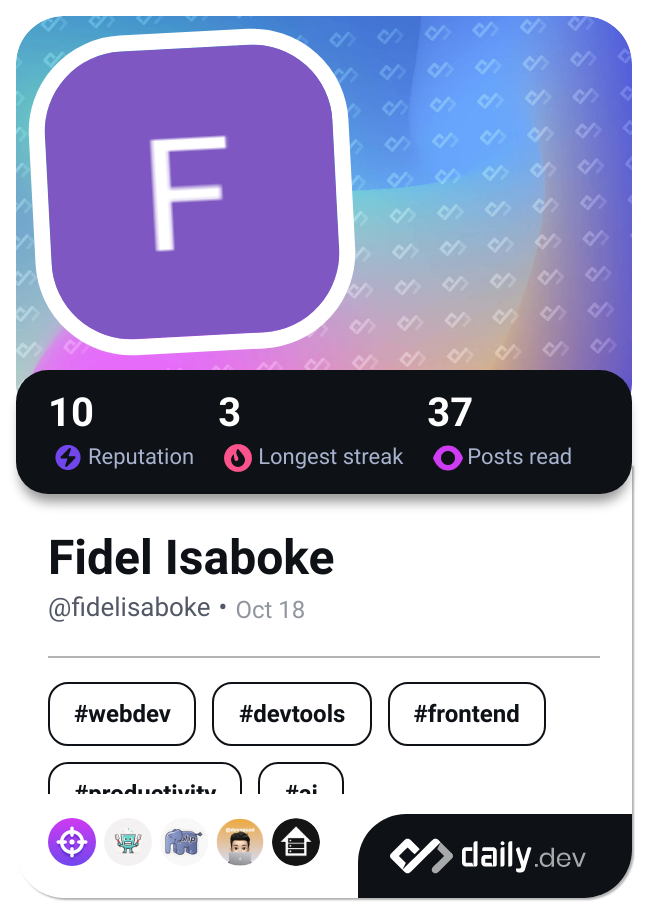 F
10 3 37
Reputation Longest streak Posts read
Fidel Isaboke
@fidelisaboke • Oct 18
#webdev #devtools #frontend
#productivity #ai
php
daily.dev